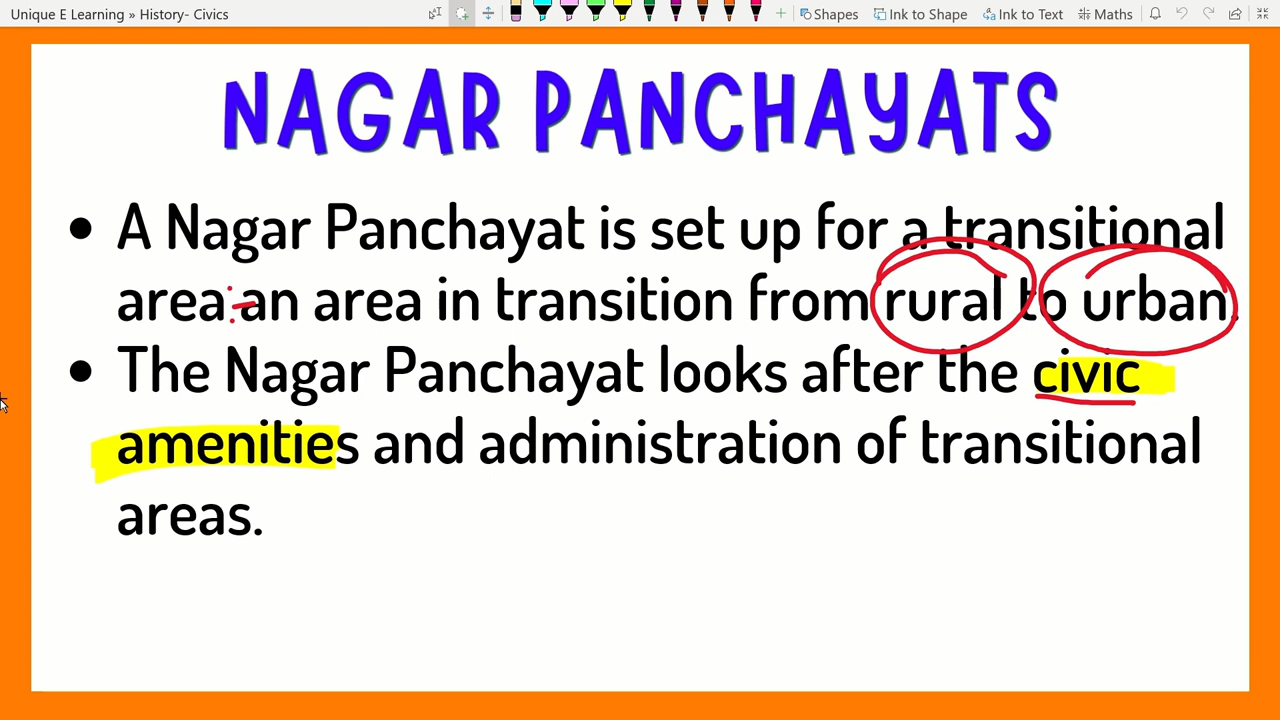 Unique E Learning » History- Civics
Shapes Ink to Shape Ink to Text Maths
NAGAR PANCHAYATS
• A Nagar Panchayat is set up for a transitional
area:-an area in transition from rural to urban.
• The Nagar Panchayat looks after the civic
amenities and administration of transitional
areas.